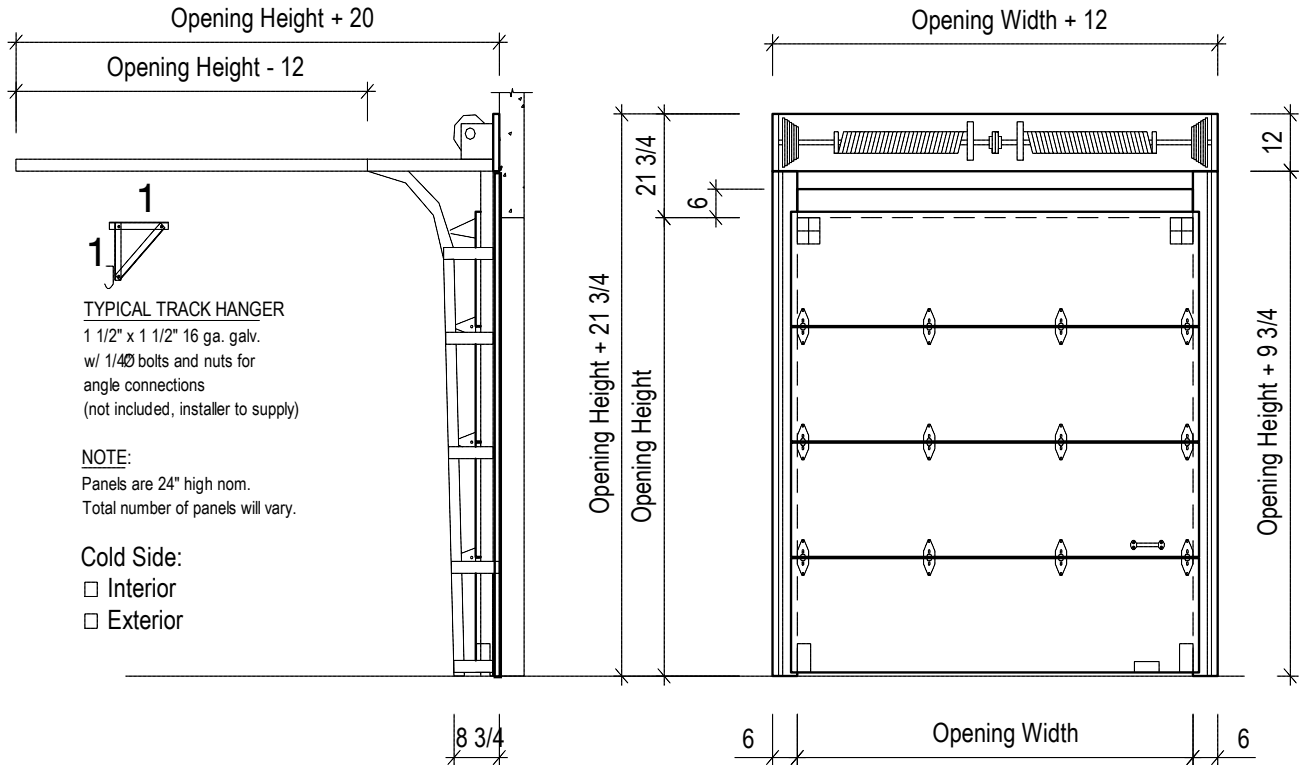 Opening Height + 20
Opening Height - 12
Opening Width + 12
12
21 3/4
6
1
1
TYPICAL TRACK HANGER
1 1/2" x 1 1/2" 16 ga. galv.
w/ 1/4Ø bolts and nuts for
angle connections
(not included, installer to supply)
NOTE:
Panels are 24" high nom.
Total number of panels will vary.
Cold Side:
□ Interior
□ Exterior
Opening Height + 21 3/4
Opening Height
Opening Height + 9 3/4
8 3/4
6
Opening Width
6